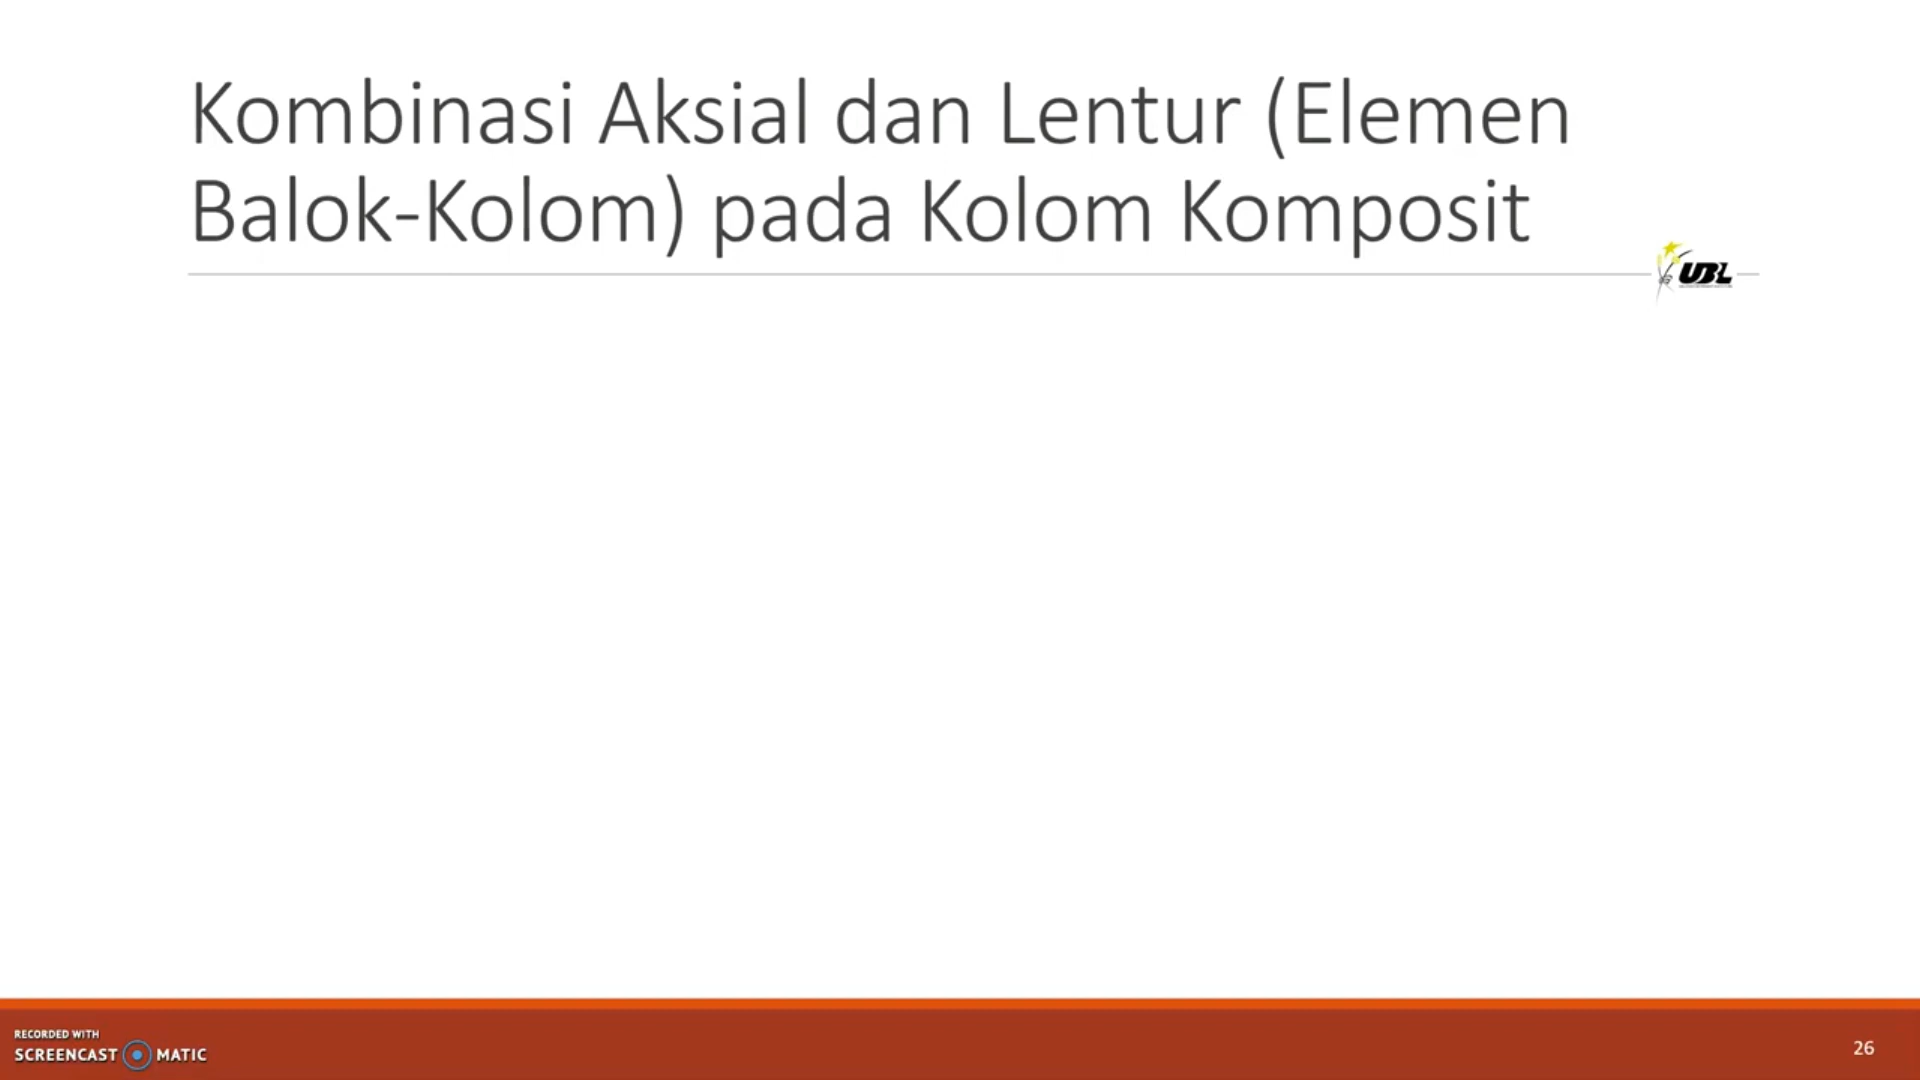 Kombinasi Aksial dan Lentur (Elemen
Balok-Kolom) pada Kolom Komposit
UBL
RECORDED WITH
SCREENCAST MATIC
26